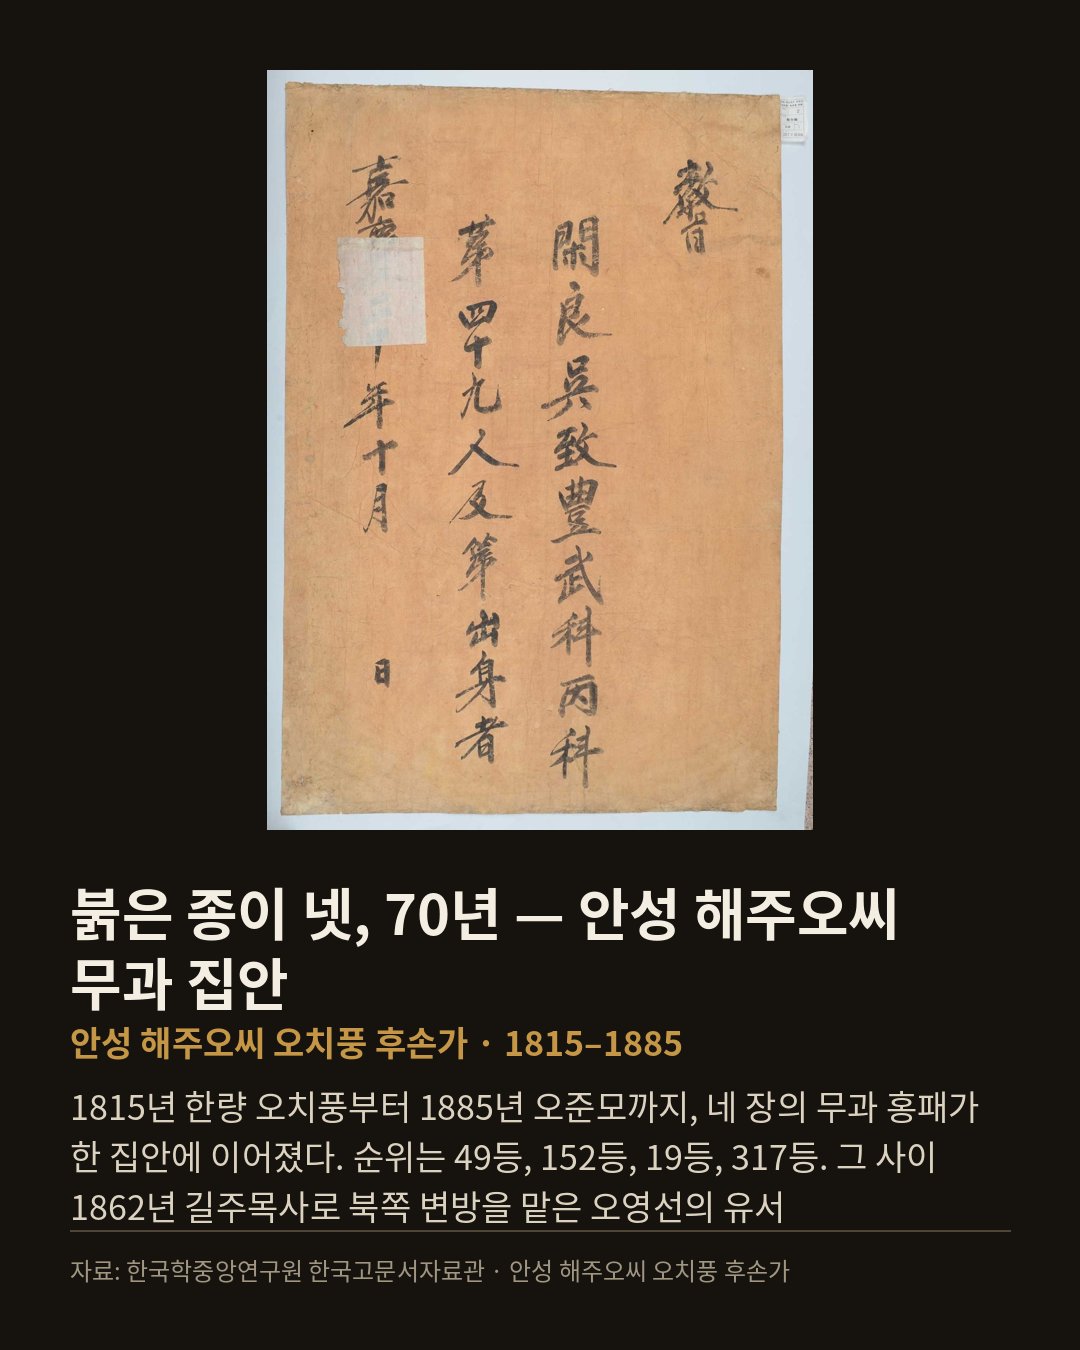 敎旨
閑良吳致豊武科丙科
第四十九人及第出身者
嘉慶 十年十月 日
붉은 종이 넷, 70년 — 안성 해주오씨
무과 집안
안성 해주오씨 오치풍 후손가 · 1815–1885
1815년 한량 오치풍부터 1885년 오준모까지, 네 장의 무과 홍패가
한 집안에 이어졌다. 순위는 49등, 152등, 19등, 317등. 그 사이
1862년 길주목사로 북쪽 변방을 맡은 오영선의 유서
자료: 한국학중앙연구원 한국고문서자료관 · 안성 해주오씨 오치풍 후손가